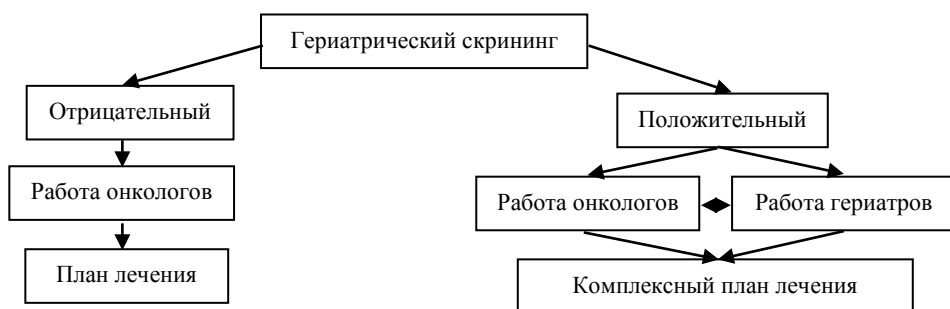 Гериатрический скрининг
Отрицательный
Положительный
Работа онкологов
Работа онкологов
Работа гериатров
План лечения
Комплексный план лечения